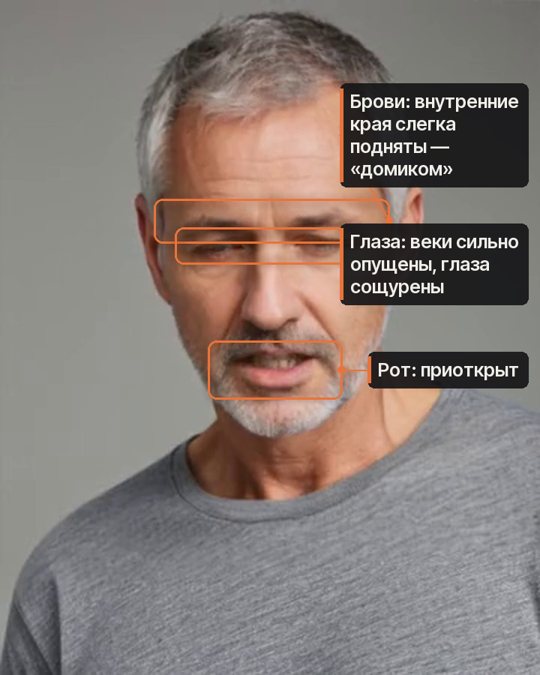 Брови: внутренние
края слегка
подняты —
«домиком»
Глаза: веки сильно
опущены, глаза
сощурены
Рот: приоткрыт